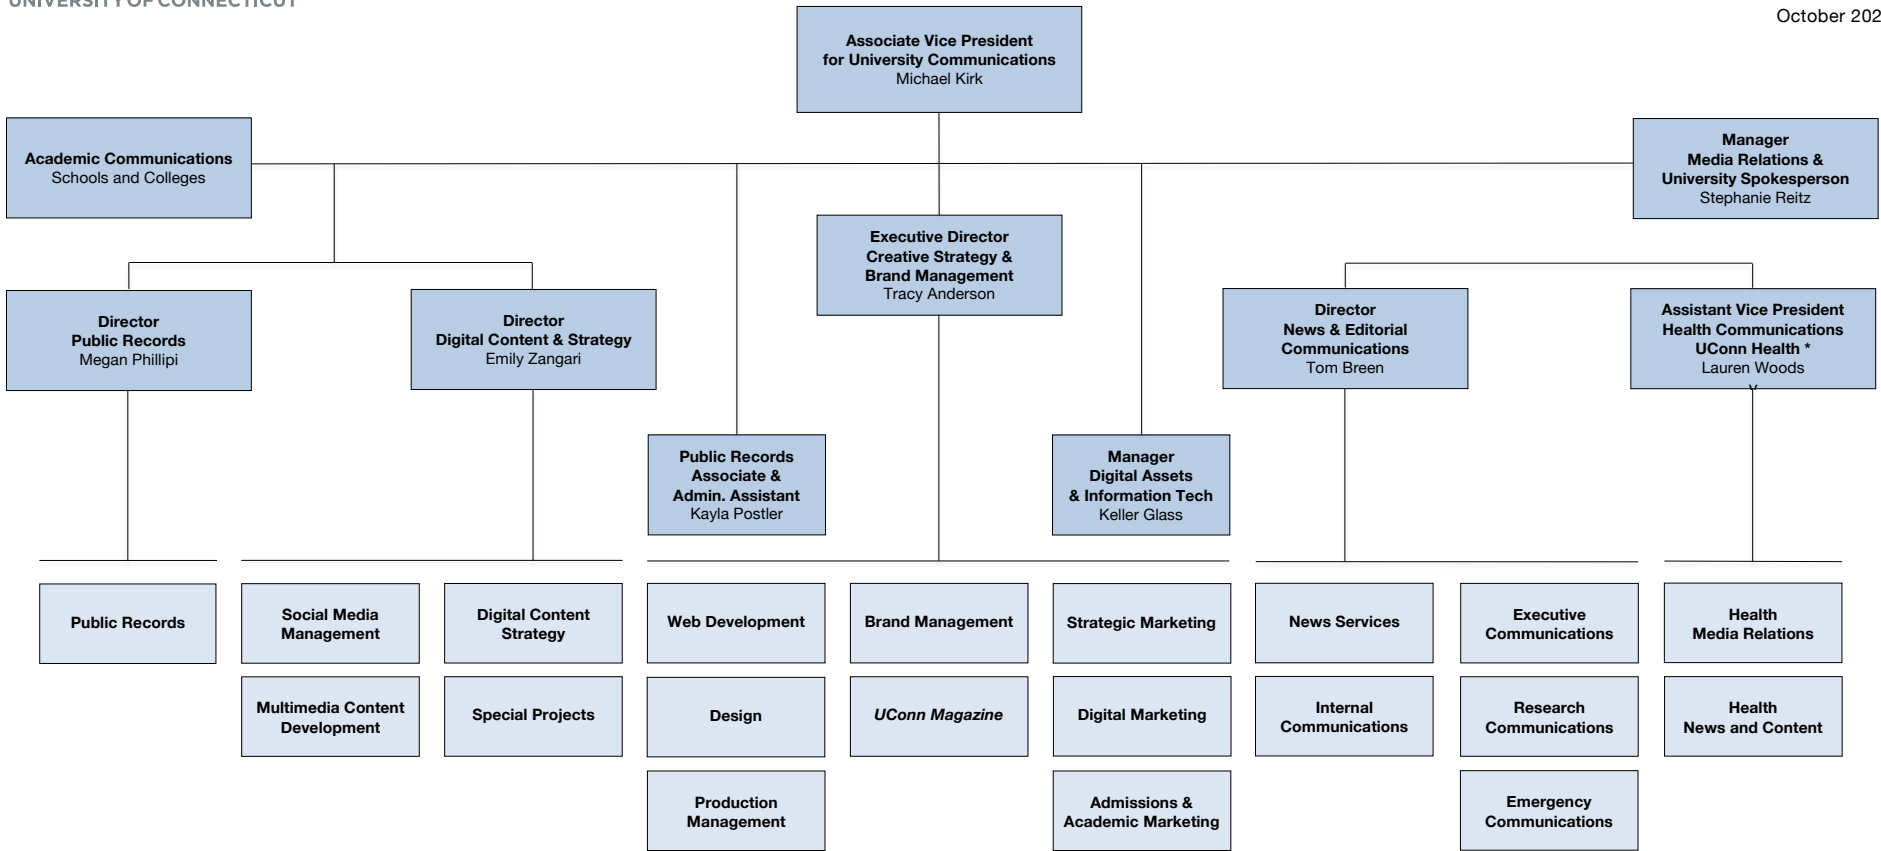 UNIVERSITY OF CONNECTICUT
October 202
Associate Vice President
for University Communications
Michael Kirk
Academic Communications
Schools and Colleges
Manager
Media Relations &
University Spokesperson
Stephanie Reitz
Executive Director
Creative Strategy &
Brand Management
Tracy Anderson
Director
Public Records
Megan Phillipi
Director
Digital Content & Strategy
Emily Zangari
Director
News & Editorial
Communications
Tom Breen
Assistant Vice President
Health Communications
UConn Health *
Lauren Woods
Public Records
Associate &
Admin. Assistant
Kayla Postler
Manager
Digital Assets
& Information Tech
Keller Glass
Public Records
Social Media
Management
Digital Content
Strategy
Web Development
Brand Management
Strategic Marketing
News Services
Executive
Communications
Health
Media Relations
Multimedia Content
Development
Special Projects
Design
UConn Magazine
Digital Marketing
Internal
Communications
Research
Communications
Health
News and Content
Production
Management
Admissions &
Academic Marketing
Emergency
Communications